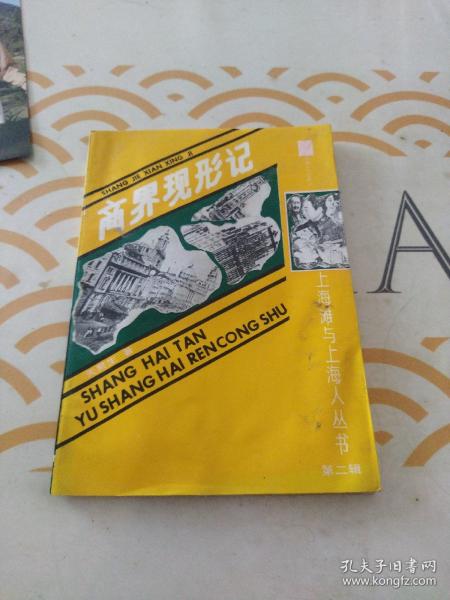 SHANG JIE XIAN XING JI
商界现形记
SHANG HAI TAN
YU SHANG HAI REN CONG SHU
上海滩与上海人丛书
第二辑
A
孔夫子旧书网
www.kongfz.com